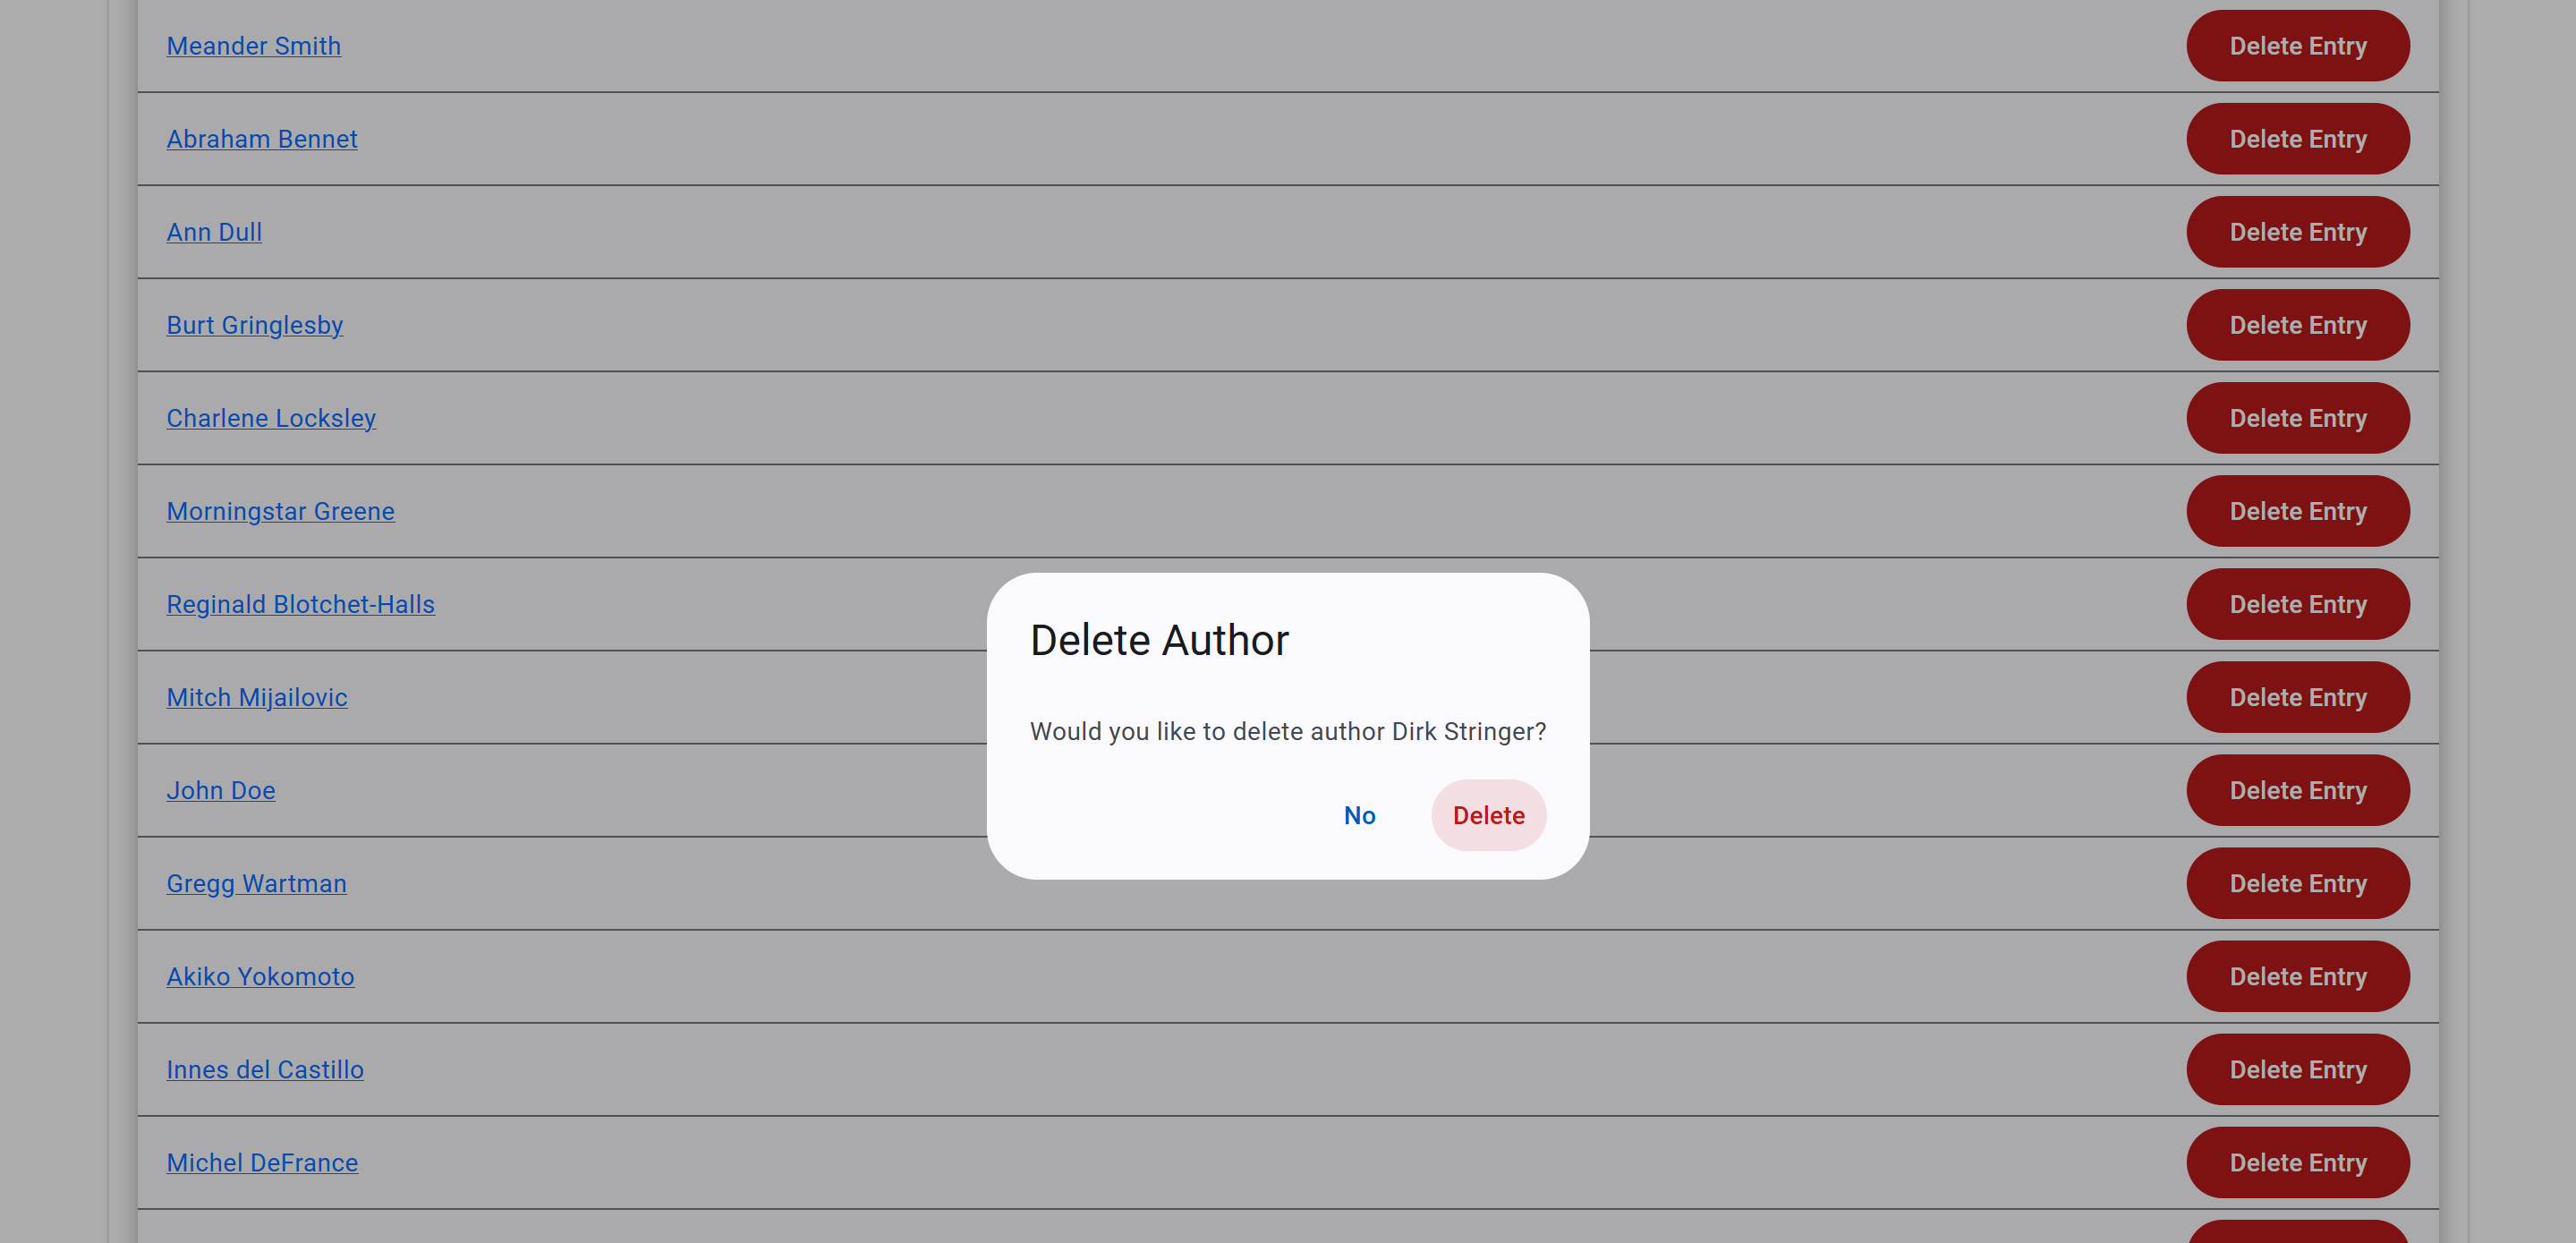 Meander Smith Delete Entry
Abraham Bennet Delete Entry
Ann Dull Delete Entry
Burt Gringlesby Delete Entry
Charlene Locksley Delete Entry
Morningstar Greene Delete Entry
Reginald Blotchet-Halls Delete Entry
Mitch Mijailovic Delete Entry
John Doe Delete Entry
Gregg Wartman Delete Entry
Akiko Yokomoto Delete Entry
Innes del Castillo Delete Entry
Michel DeFrance Delete Entry
Delete Author
Would you like to delete author Dirk Stringer?
No Delete